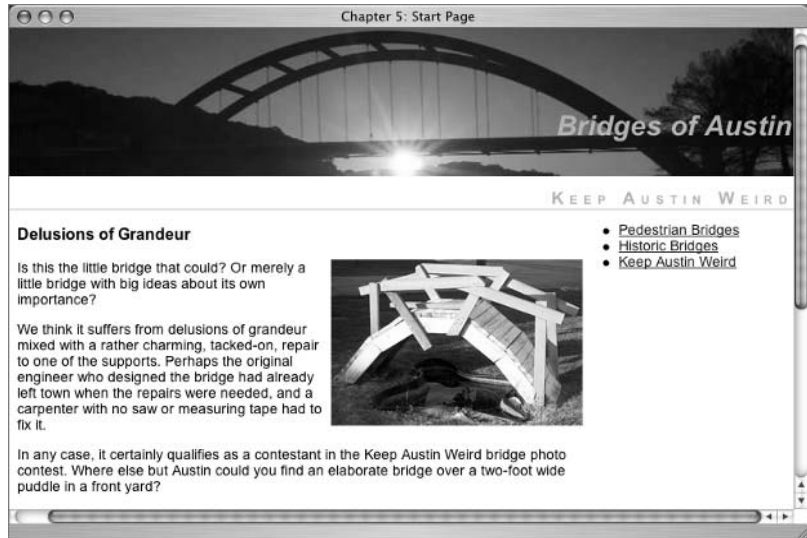 Chapter 5: Start Page
Bridges of Austin
KEEP AUSTIN WEIRD
Delusions of Grandeur
Is this the little bridge that could? Or merely a
little bridge with big ideas about its own
importance?
We think it suffers from delusions of grandeur
mixed with a rather charming, tacked-on, repair
to one of the supports. Perhaps the original
engineer who designed the bridge had already
left town when the repairs were needed, and a
carpenter with no saw or measuring tape had to
fix it.
In any case, it certainly qualifies as a contestant in the Keep Austin Weird bridge photo
contest. Where else but Austin could you find an elaborate bridge over a two-foot wide
puddle in a front yard?
Pedestrian Bridges
Historic Bridges
Keep Austin Weird